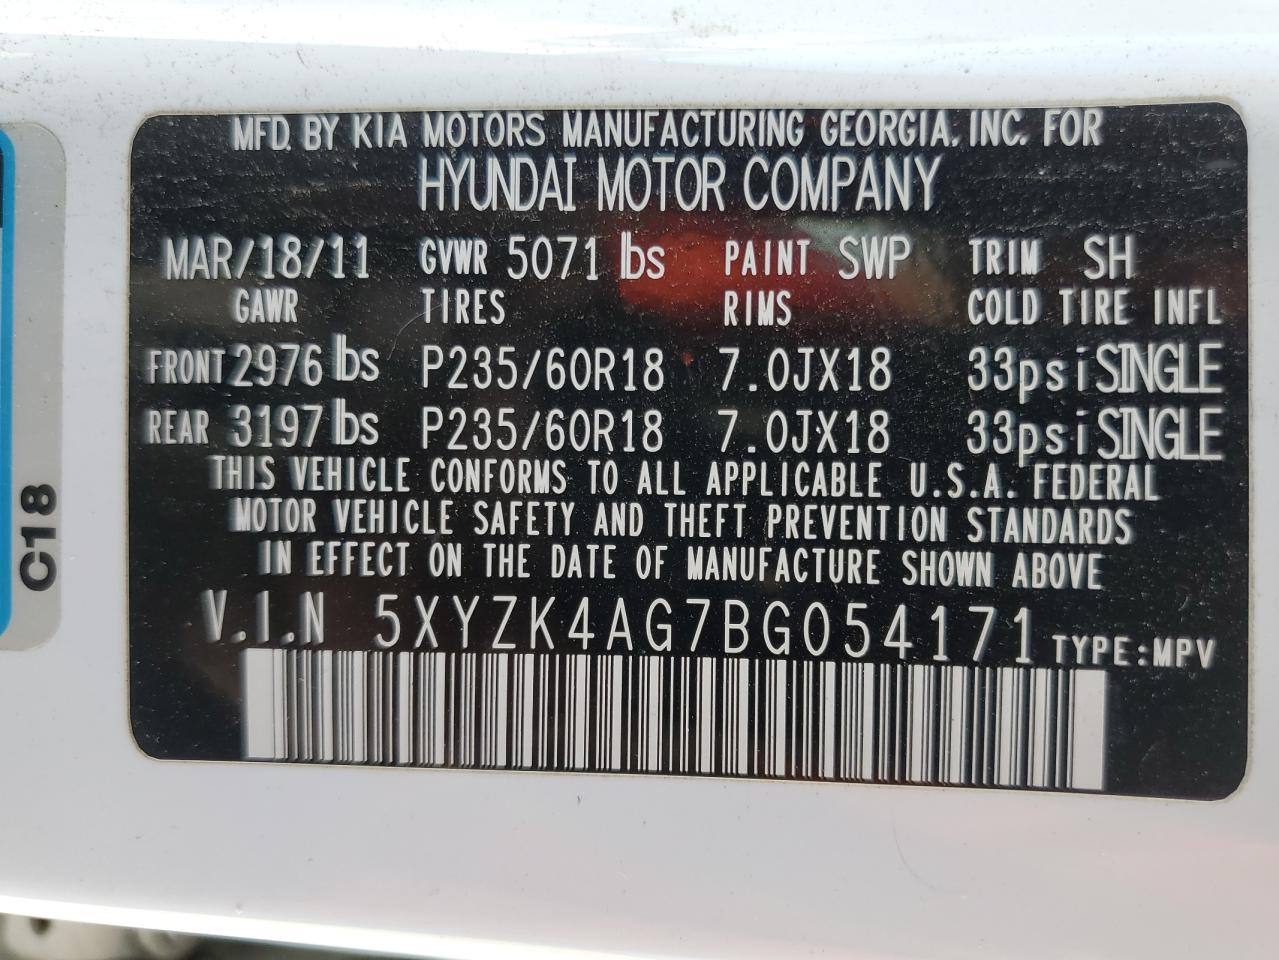 MFD. BY KIA MOTORS MANUFACTURING GEORGIA, INC. FOR
HYUNDAI MOTOR COMPANY
MAR/18/11 GVWR 5071 lbs PAINT SWP TRIM SH
GAWR TIRES RIMS COLD TIRE INFL
FRONT 2976 lbs P235/60R18 7.0JX18 33psi SINGLE
REAR 3197 lbs P235/60R18 7.0JX18 33psi SINGLE
THIS VEHICLE CONFORMS TO ALL APPLICABLE U.S.A. FEDERAL
MOTOR VEHICLE SAFETY AND THEFT PREVENTION STANDARDS
IN EFFECT ON THE DATE OF MANUFACTURE SHOWN ABOVE
V.I.N 5XYZK4AG7BG054171 TYPE:MPV
C18